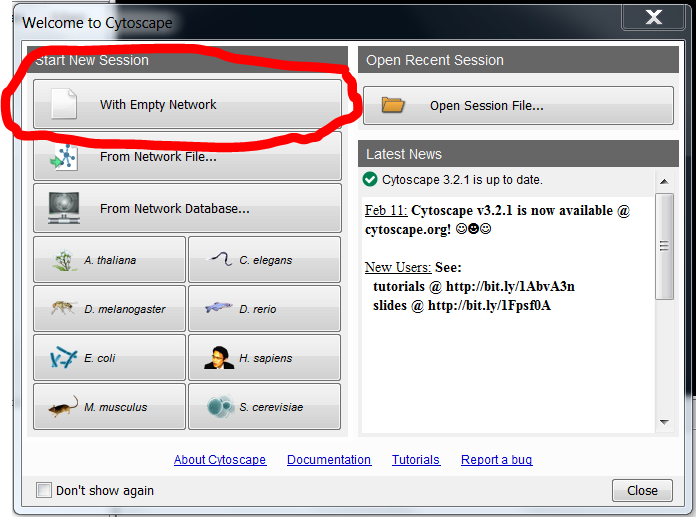 Welcome to Cytoscape
Start New Session
With Empty Network
From Network File...
From Network Database...
A. thaliana
C. elegans
D. melanogaster
D. rerio
E. coli
H. sapiens
M. musculus
S. cerevisiae
Open Recent Session
Open Session File...
Latest News
Cytoscape 3.2.1 is up to date.
Feb 11: Cytoscape v3.2.1 is now available @
cytoscape.org! ☺☻☺
New Users: See:
tutorials @ http://bit.ly/1AbvA3n
slides @ http://bit.ly/1Fpsf0A
About Cytoscape Documentation Tutorials Report a bug
Don't show again
Close